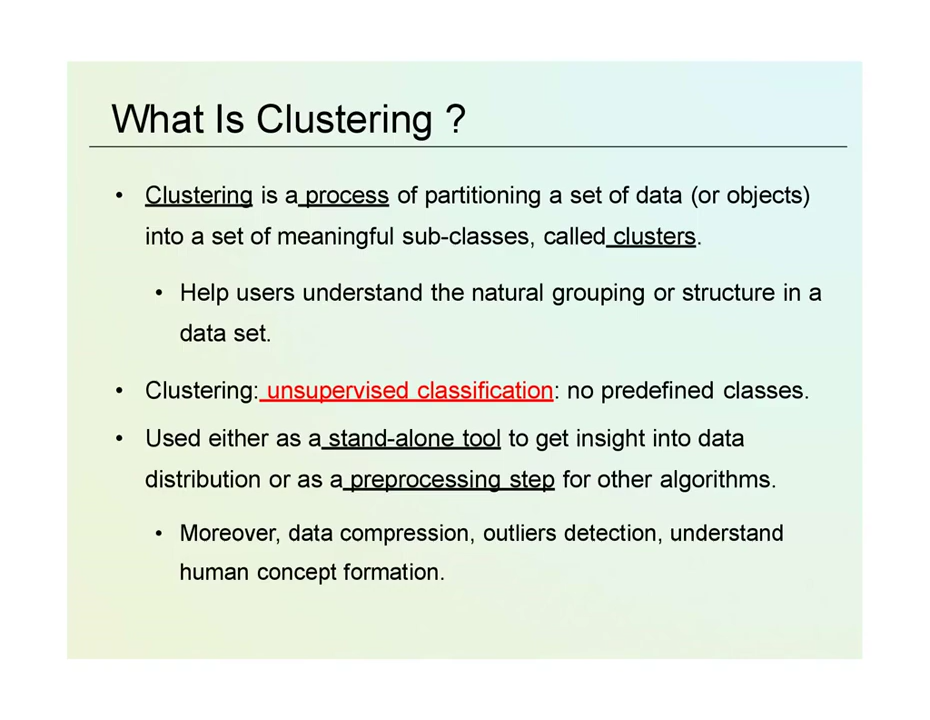 What Is Clustering ?
• Clustering is a process of partitioning a set of data (or objects)
into a set of meaningful sub-classes, called clusters.
• Help users understand the natural grouping or structure in a
data set.
• Clustering: unsupervised classification: no predefined classes.
• Used either as a stand-alone tool to get insight into data
distribution or as a preprocessing step for other algorithms.
• Moreover, data compression, outliers detection, understand
human concept formation.